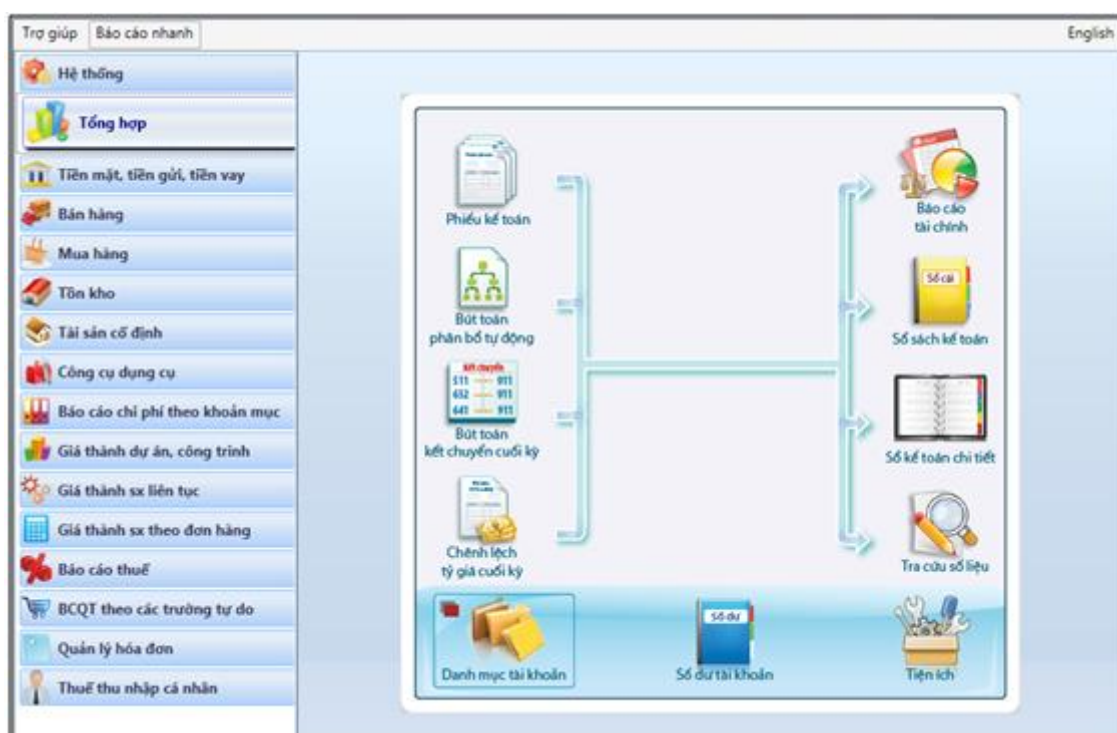 Trợ giúp Báo cáo nhanh English
Hệ thống
Tổng hợp
Tiền mặt, tiền gửi, tiền vay
Bán hàng
Mua hàng
Tồn kho
Tài sản cố định
Công cụ dụng cụ
Báo cáo chi phí theo khoản mục
Giá thành dự án, công trình
Giá thành sx liên tục
Giá thành sx theo đơn hàng
Báo cáo thuế
BCQT theo các trường tự do
Quản lý hóa đơn
Thuế thu nhập cá nhân
Phiếu kế toán
Bút toán
phân bổ tự động
Kết chuyển
511 911
632 911
641 911
Bút toán
kết chuyển cuối kỳ
Chênh lệch
tỷ giá cuối kỳ
Báo cáo
tài chính
Sổ cái
Sổ sách kế toán
Sổ kế toán chi tiết
Tra cứu số liệu
Danh mục tài khoản
Số dư
Số dư tài khoản
Tiện ích